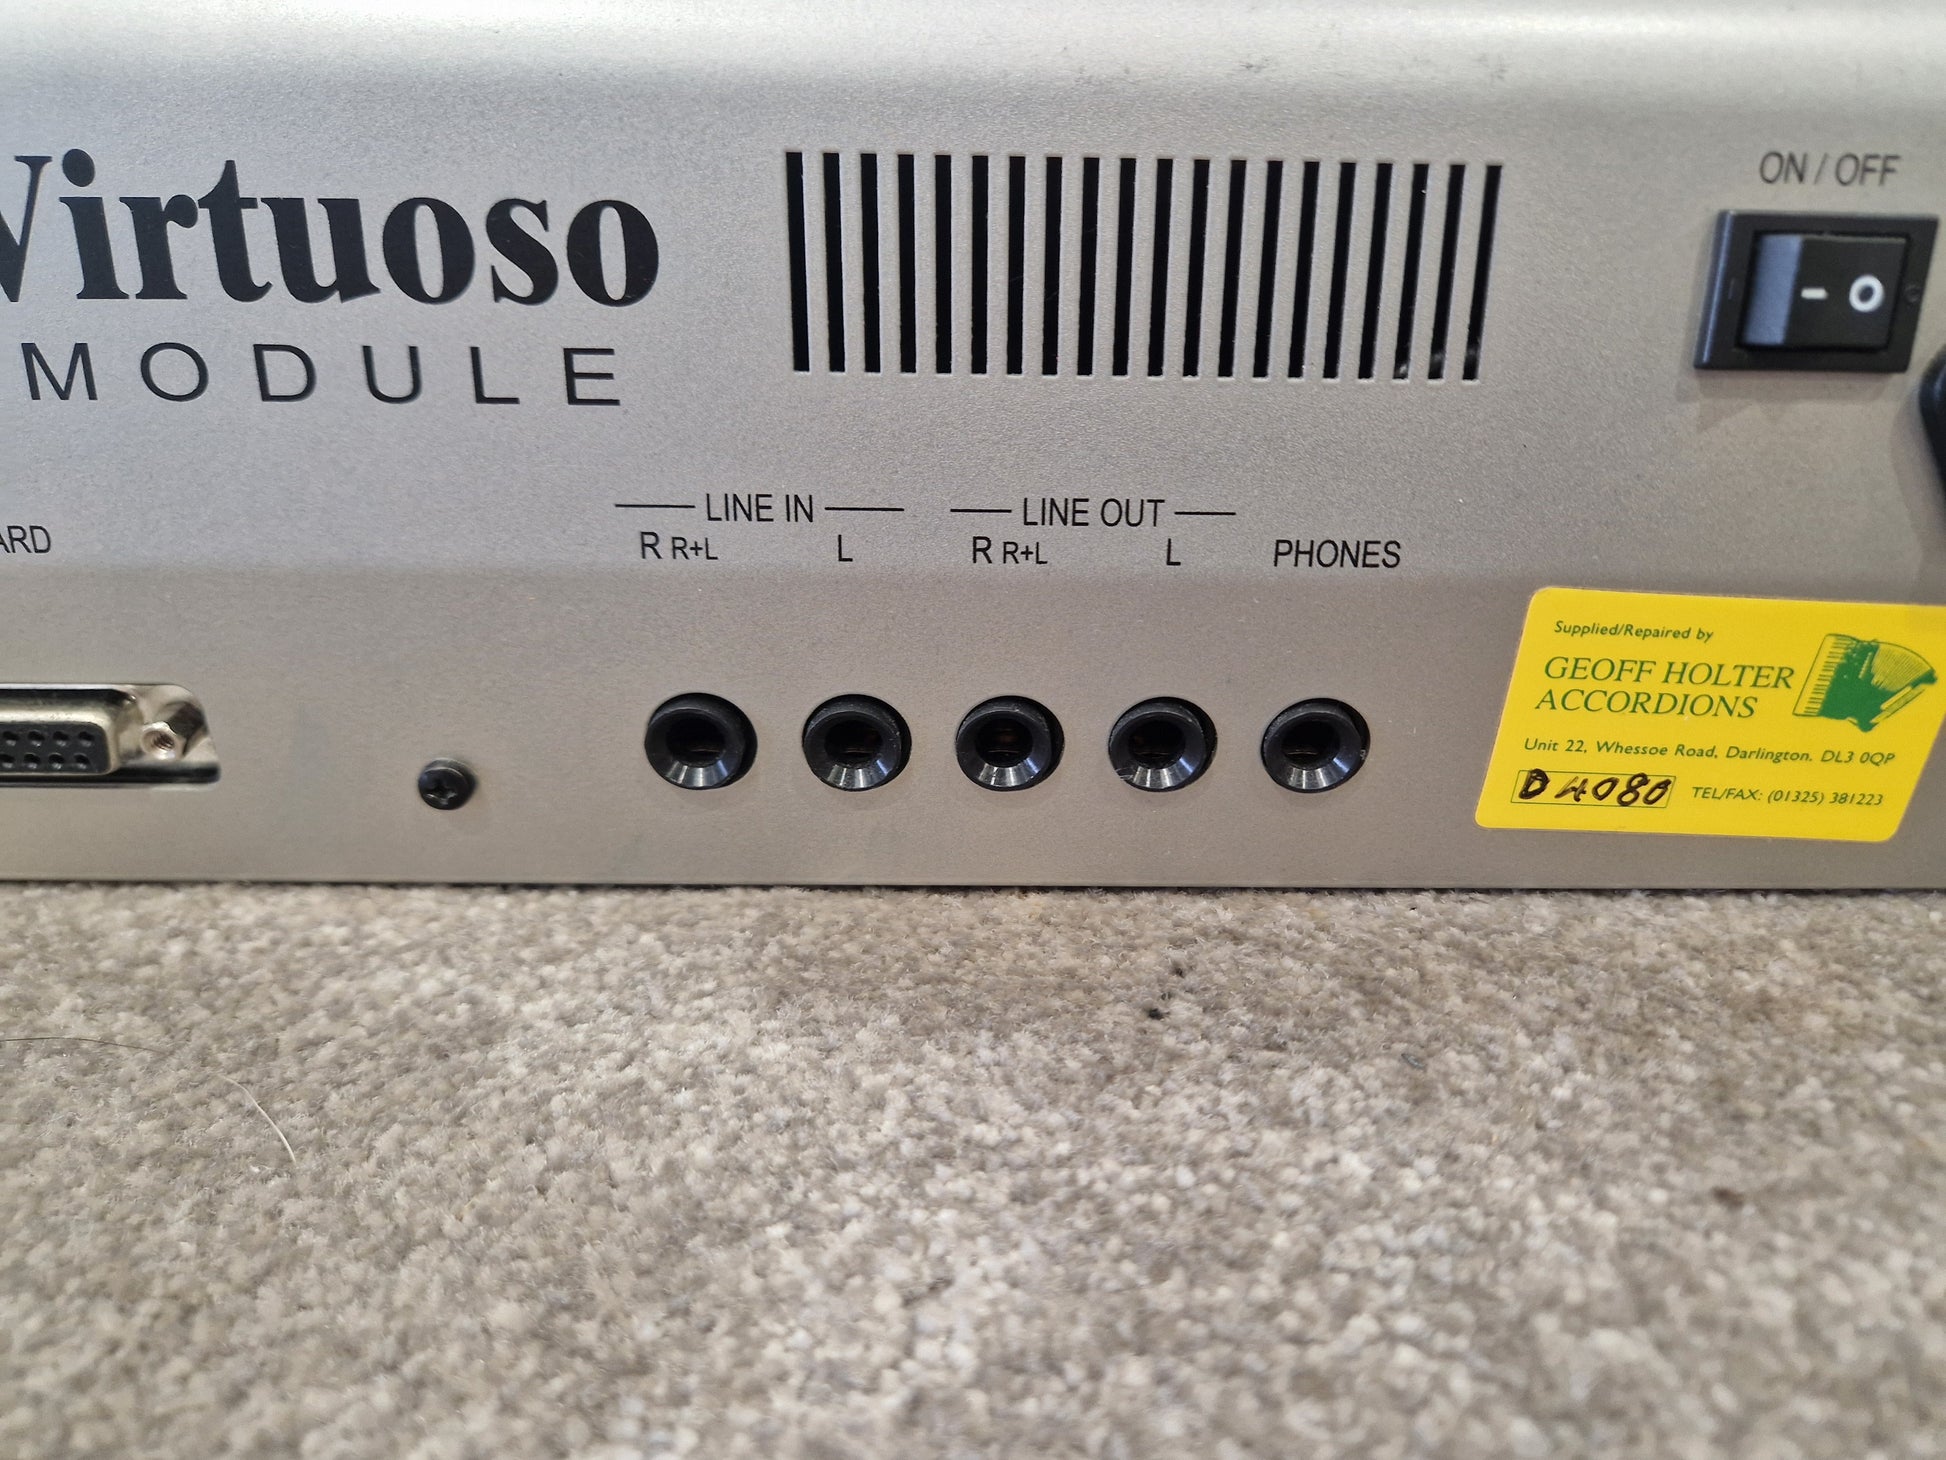 Virtuoso
MODULE
ON / OFF
LINE IN
LINE OUT
R R+L
L
R R+L
L
PHONES
ARD
Supplied/Repaired by
GEOFF HOLTER
ACCORDIONS
Unit 22, Whessoe Road, Darlington. DL3 0QP
D4080
TEL/FAX: (01325) 381223